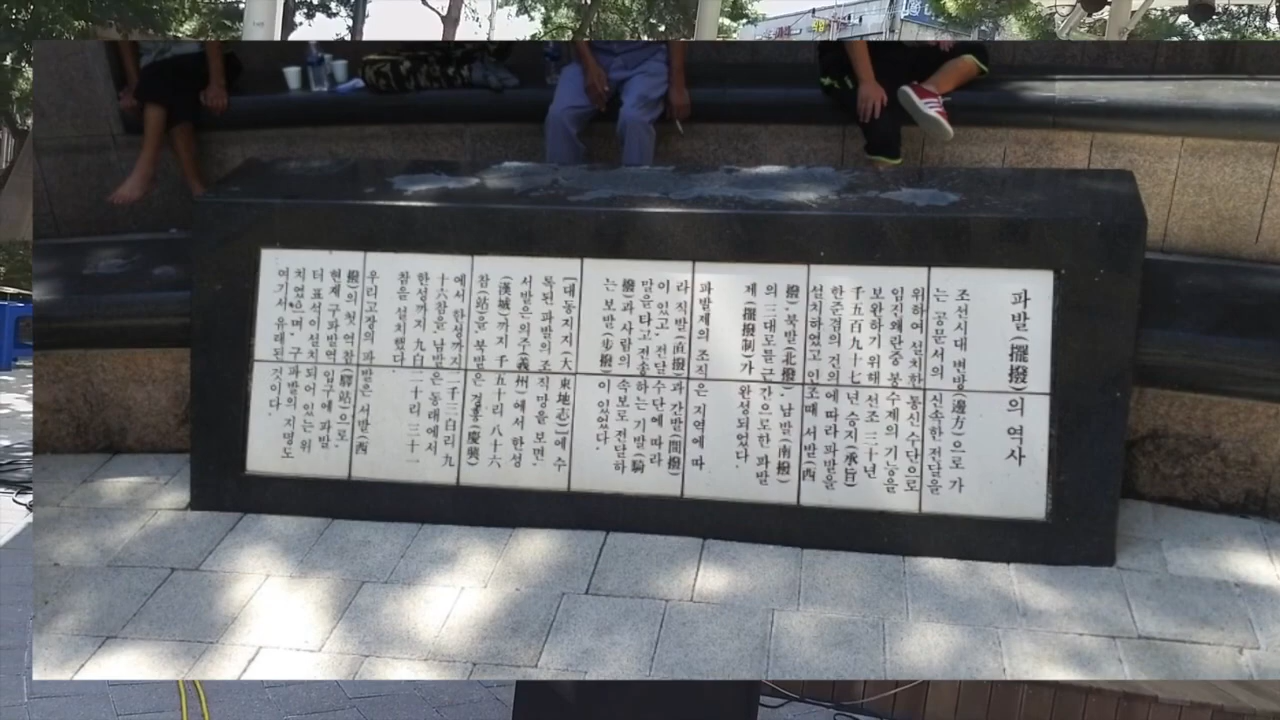 파발(擺撥)의 역사
조선시대 변방(邊方)으로 가
는 공문서의 신속한 전달을
위하여 설치한 통신수단으로
임진왜란중 봉수제의 기능을
보완하기 위해 선조 三十년
千五百九十七년 승지(承旨)
한준겸의 건의에 따라 파발을
설치하였고 인조때 서발(西
撥), 북발(北撥), 남발(南撥)
의 三대로를 근간으로한 파발
제(擺撥制)가 완성되었다.
파발제의 조직은 지역에 따
라 직발(直撥)과 간발(間撥)
이 있고, 전달수단에 따라
말을 타고 전송하는 기발(騎
撥)과 사람의 속보로 전달하
는 보발(步撥)이 있었다.
「대동지지(大東地志)」에 수
록된 파발의 조직망을 보면,
서발은 의주(義州)에서 한성
(漢城)까지 千五十리 八十六
참(站)을, 북발은 경흥(慶興)
에서 한성까지 二千三百리 九
十六참을, 남발은 동래에서
한성까지 九百二十리 三十一
참을 설치했다.
우리고장의 파발은 서발(西
撥)의 첫 역참(驛站)으로,
현재 구파발역 입구에 파발
터 표석이 설치되어 있는 위
치였으며, 구파발의 지명도
여기서 유래된 것이다.